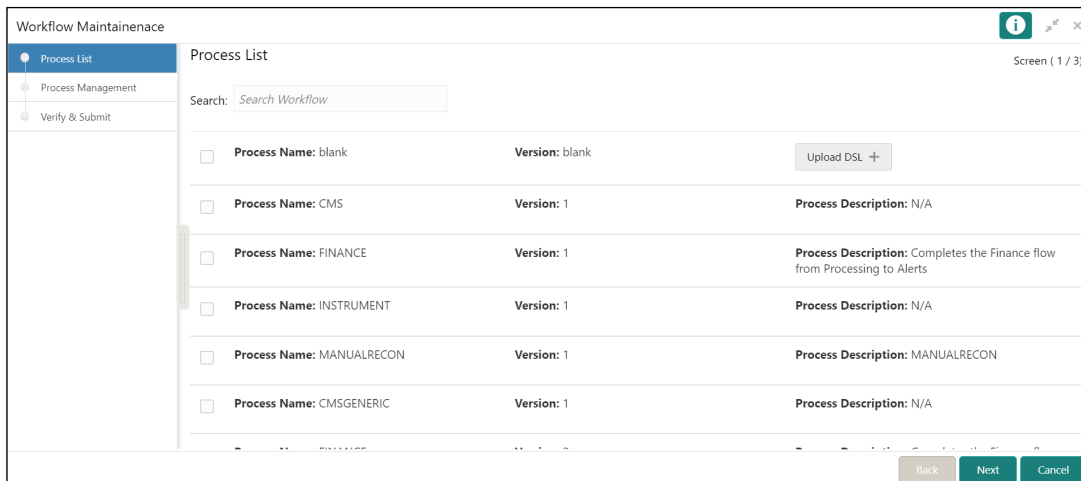 Workflow Maintainenace
Process List
Process Management
Verify & Submit
Process List
Screen ( 1 / 3)
Search: Search Workflow
Process Name: blank Version: blank Upload DSL +
Process Name: CMS Version: 1 Process Description: N/A
Process Name: FINANCE Version: 1 Process Description: Completes the Finance flow
from Processing to Alerts
Process Name: INSTRUMENT Version: 1 Process Description: N/A
Process Name: MANUALRECON Version: 1 Process Description: MANUALRECON
Process Name: CMSGENERIC Version: 1 Process Description: N/A
Back Next Cancel